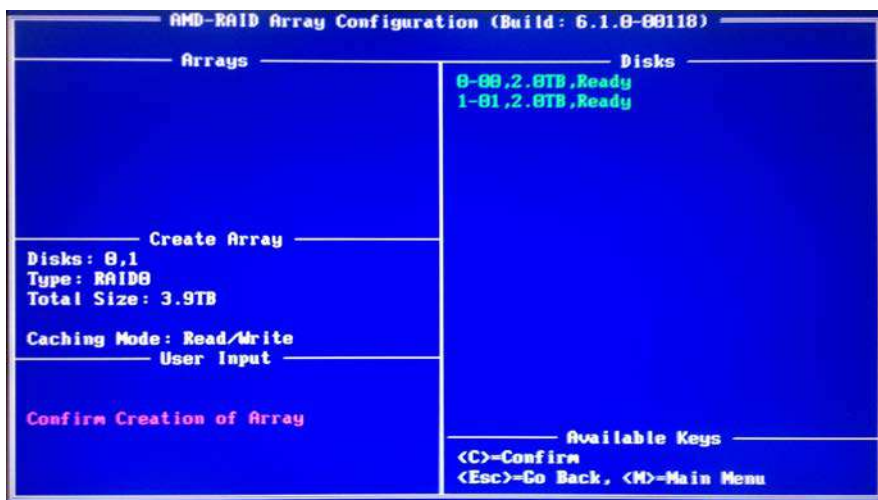 AMD-RAID Array Configuration (Build: 6.1.0-00118)
Arrays
Create Array
Disks: 0,1
Type: RAID0
Total Size: 3.9TB
Caching Mode: Read/Write
User Input
Confirm Creation of Array
Disks
0-00,2.0TB,Ready
1-01,2.0TB,Ready
Available Keys
<C>=Confirm
<Esc>=Go Back, <M>=Main Menu